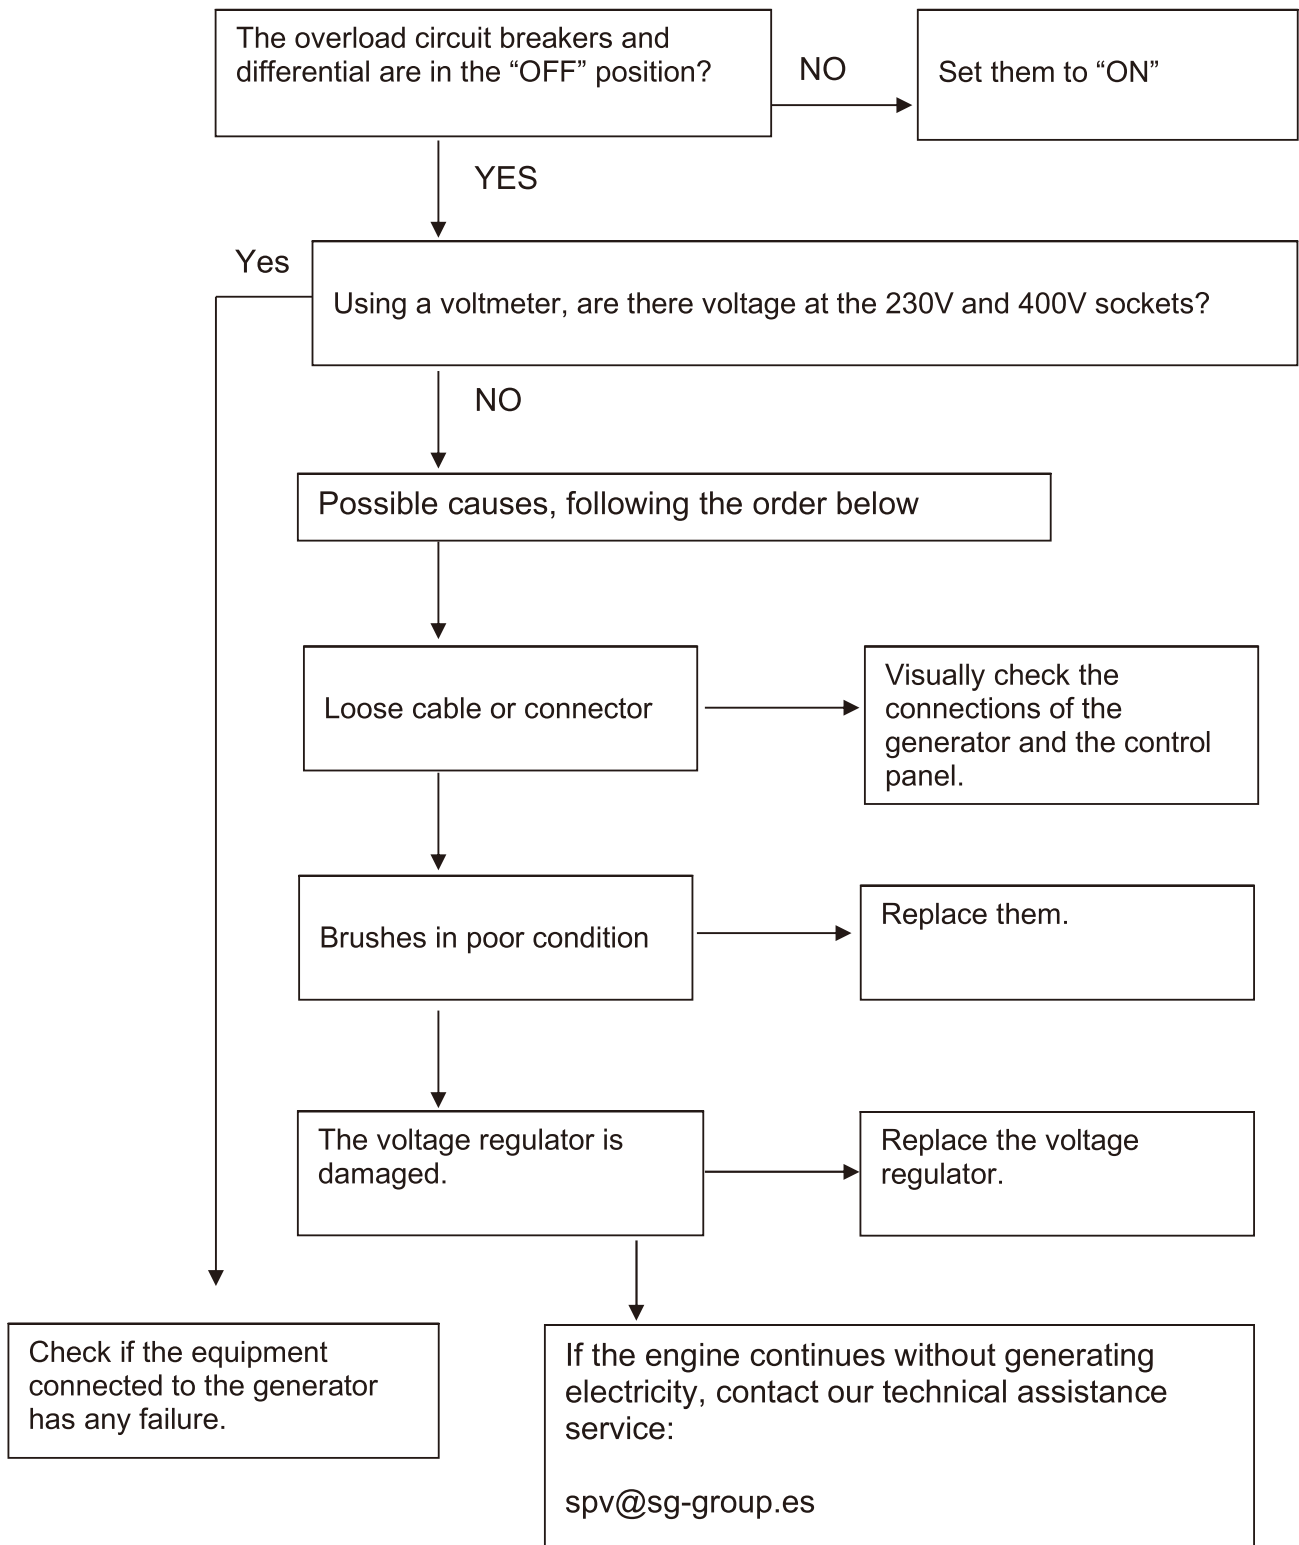 The overload circuit breakers and
differential are in the “OFF” position?
NO
Set them to “ON”
YES
Yes
Using a voltmeter, are there voltage at the 230V and 400V sockets?
NO
Possible causes, following the order below
Loose cable or connector
Visually check the
connections of the
generator and the control
panel.
Brushes in poor condition
Replace them.
The voltage regulator is
damaged.
Replace the voltage
regulator.
Check if the equipment
connected to the generator
has any failure.
If the engine continues without generating
electricity, contact our technical assistance
service:
spv@sg-group.es